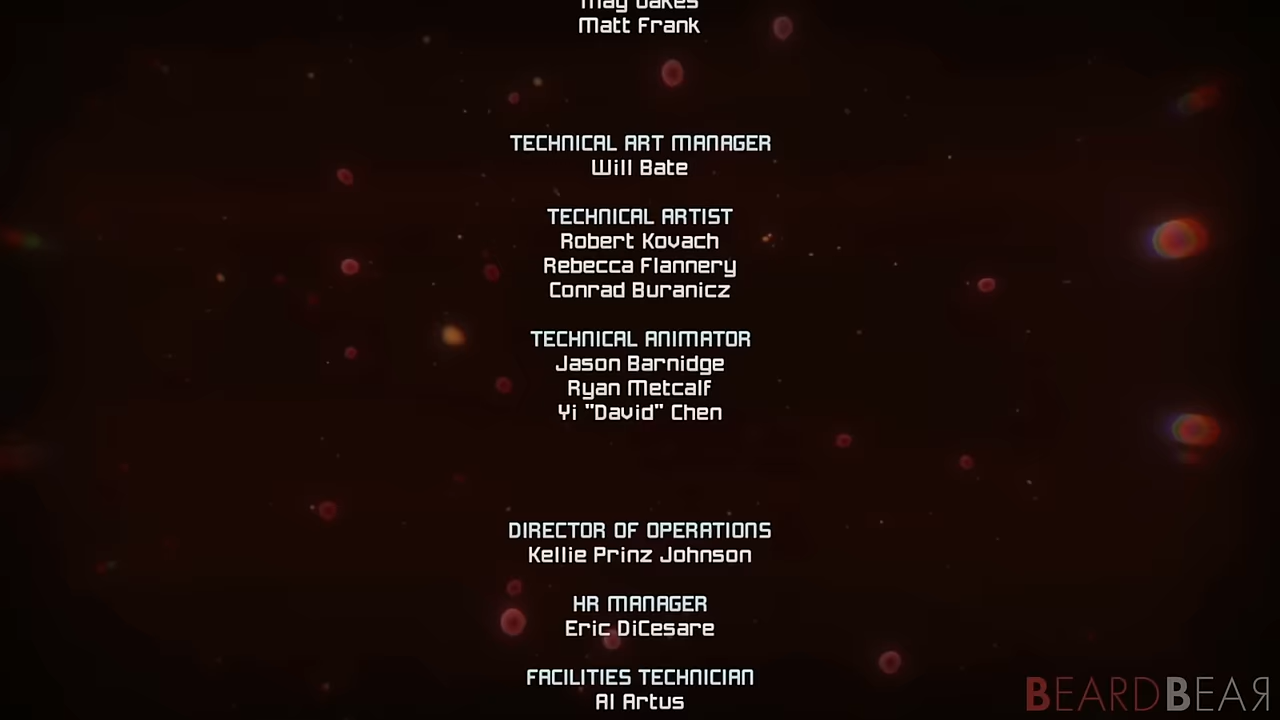 May Oakes
Matt Frank
TECHNICAL ART MANAGER
Will Bate
TECHNICAL ARTIST
Robert Kovach
Rebecca Flannery
Conrad Buranicz
TECHNICAL ANIMATOR
Jason Barnidge
Ryan Metcalf
Yi "David" Chen
DIRECTOR OF OPERATIONS
Kellie Prinz Johnson
HR MANAGER
Eric DiCesare
FACILITIES TECHNICIAN
Al Artus
BEARDBEAR